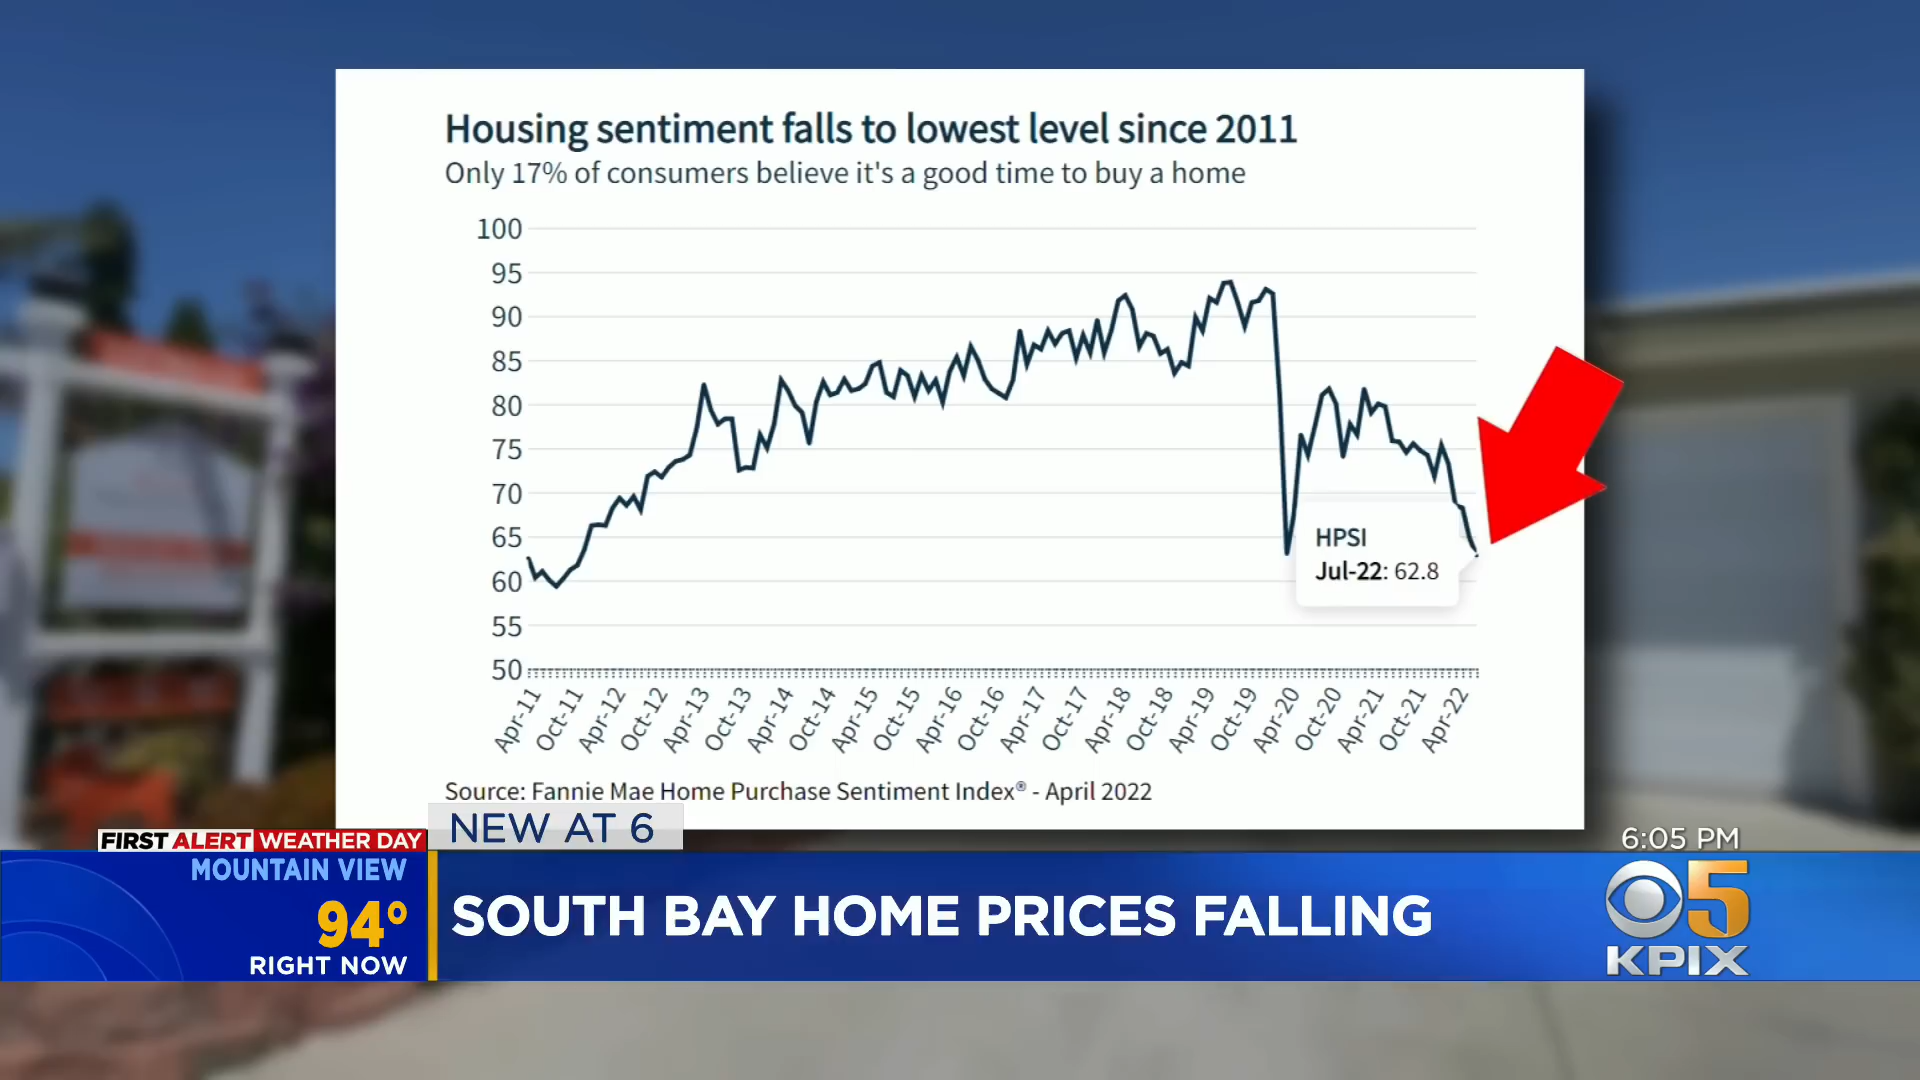 Housing sentiment falls to lowest level since 2011
Only 17% of consumers believe it's a good time to buy a home
100
95
90
85
80
75
70
65
60
55
50
HPSI
Jul-22: 62.8
Apr-11 Oct-11 Apr-12 Oct-12 Apr-13 Oct-13 Apr-14 Oct-14 Apr-15 Oct-15 Apr-16 Oct-16 Apr-17 Oct-17 Apr-18 Oct-18 Apr-19 Oct-19 Apr-20 Oct-20 Apr-21 Oct-21 Apr-22
Source: Fannie Mae Home Purchase Sentiment Index® - April 2022
NEW AT 6
FIRST ALERT WEATHER DAY
MOUNTAIN VIEW
94°
RIGHT NOW
SOUTH BAY HOME PRICES FALLING
6:05 PM
5
KPIX